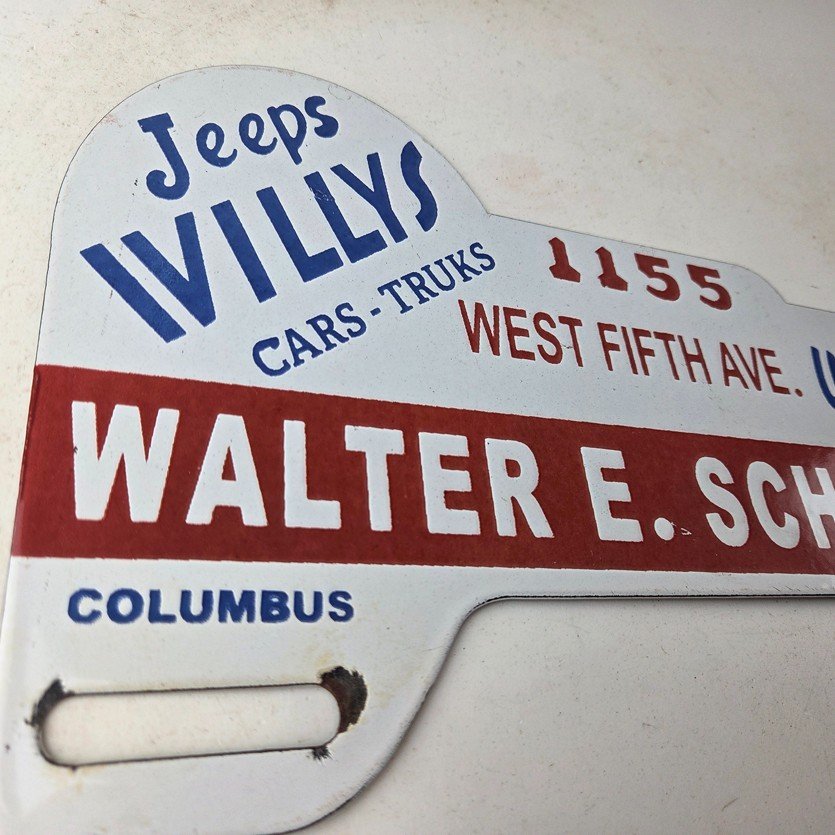 Jeeps
WILLYS
CARS-TRUKS
1155
WEST FIFTH AVE.
WALTER E. SCH
COLUMBUS